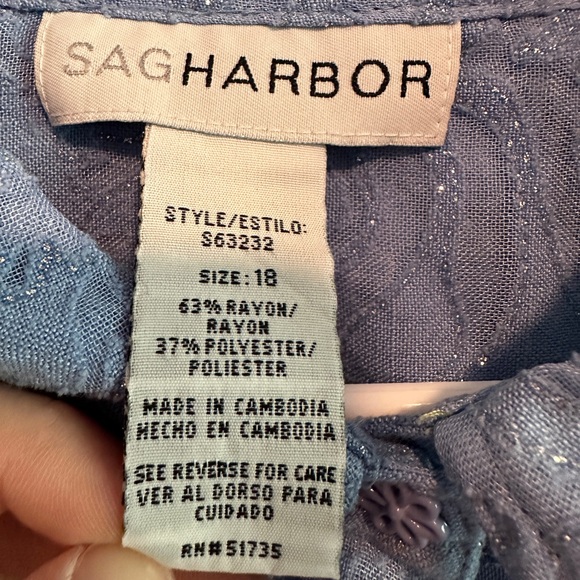 SAGHARBOR
STYLE/ESTILO:
S63232
SIZE: 18
63% RAYON/
RAYON
37% POLYESTER/
POLIESTER
MADE IN CAMBODIA
HECHO EN CAMBODIA
SEE REVERSE FOR CARE
VER AL DORSO PARA
CUIDADO
RN# 51735